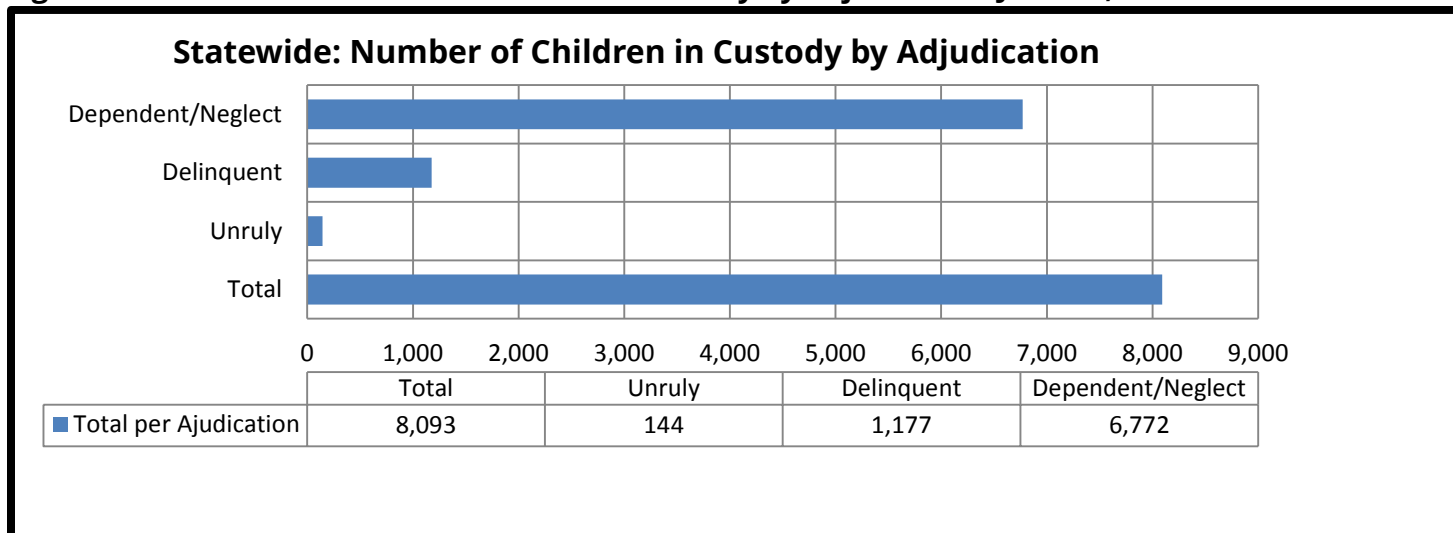 Statewide: Number of Children in Custody by Adjudication
Dependent/Neglect
Delinquent
Unruly
Total
0 1,000 2,000 3,000 4,000 5,000 6,000 7,000 8,000 9,000
Total Unruly Delinquent Dependent/Neglect
Total per Ajudication 8,093 144 1,177 6,772